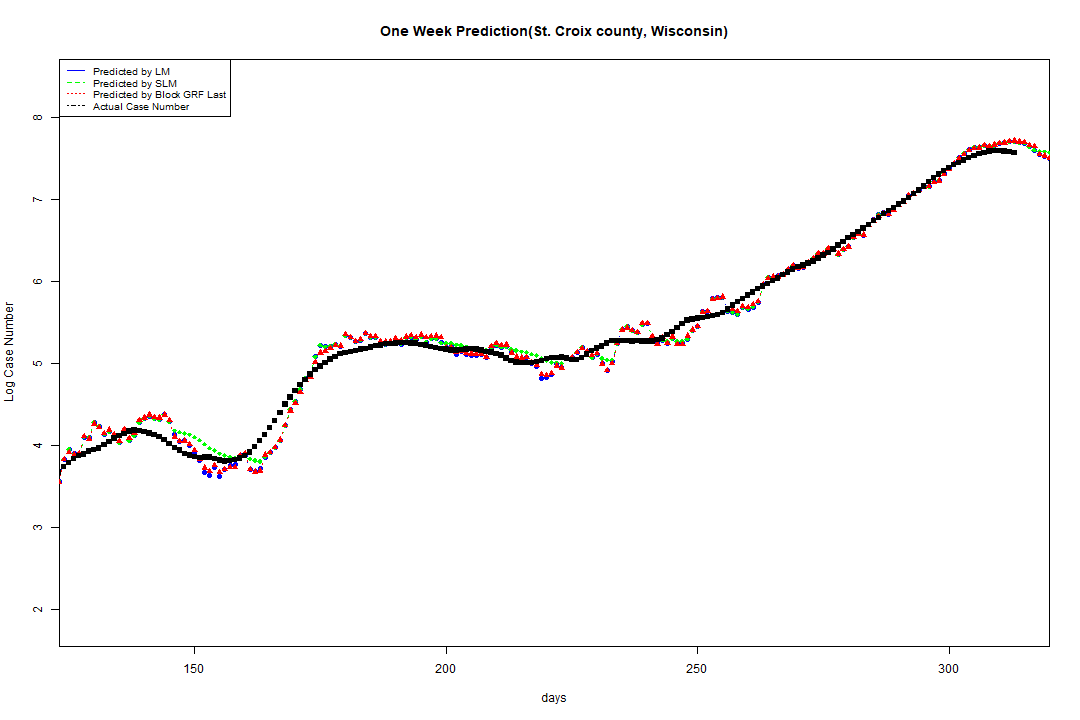 One Week Prediction(St. Croix county, Wisconsin)
Predicted by LM
Predicted by SLM
Predicted by Block GRF Last
Actual Case Number
8
7
6
5
4
3
2
Log Case Number
150 200 250 300
days